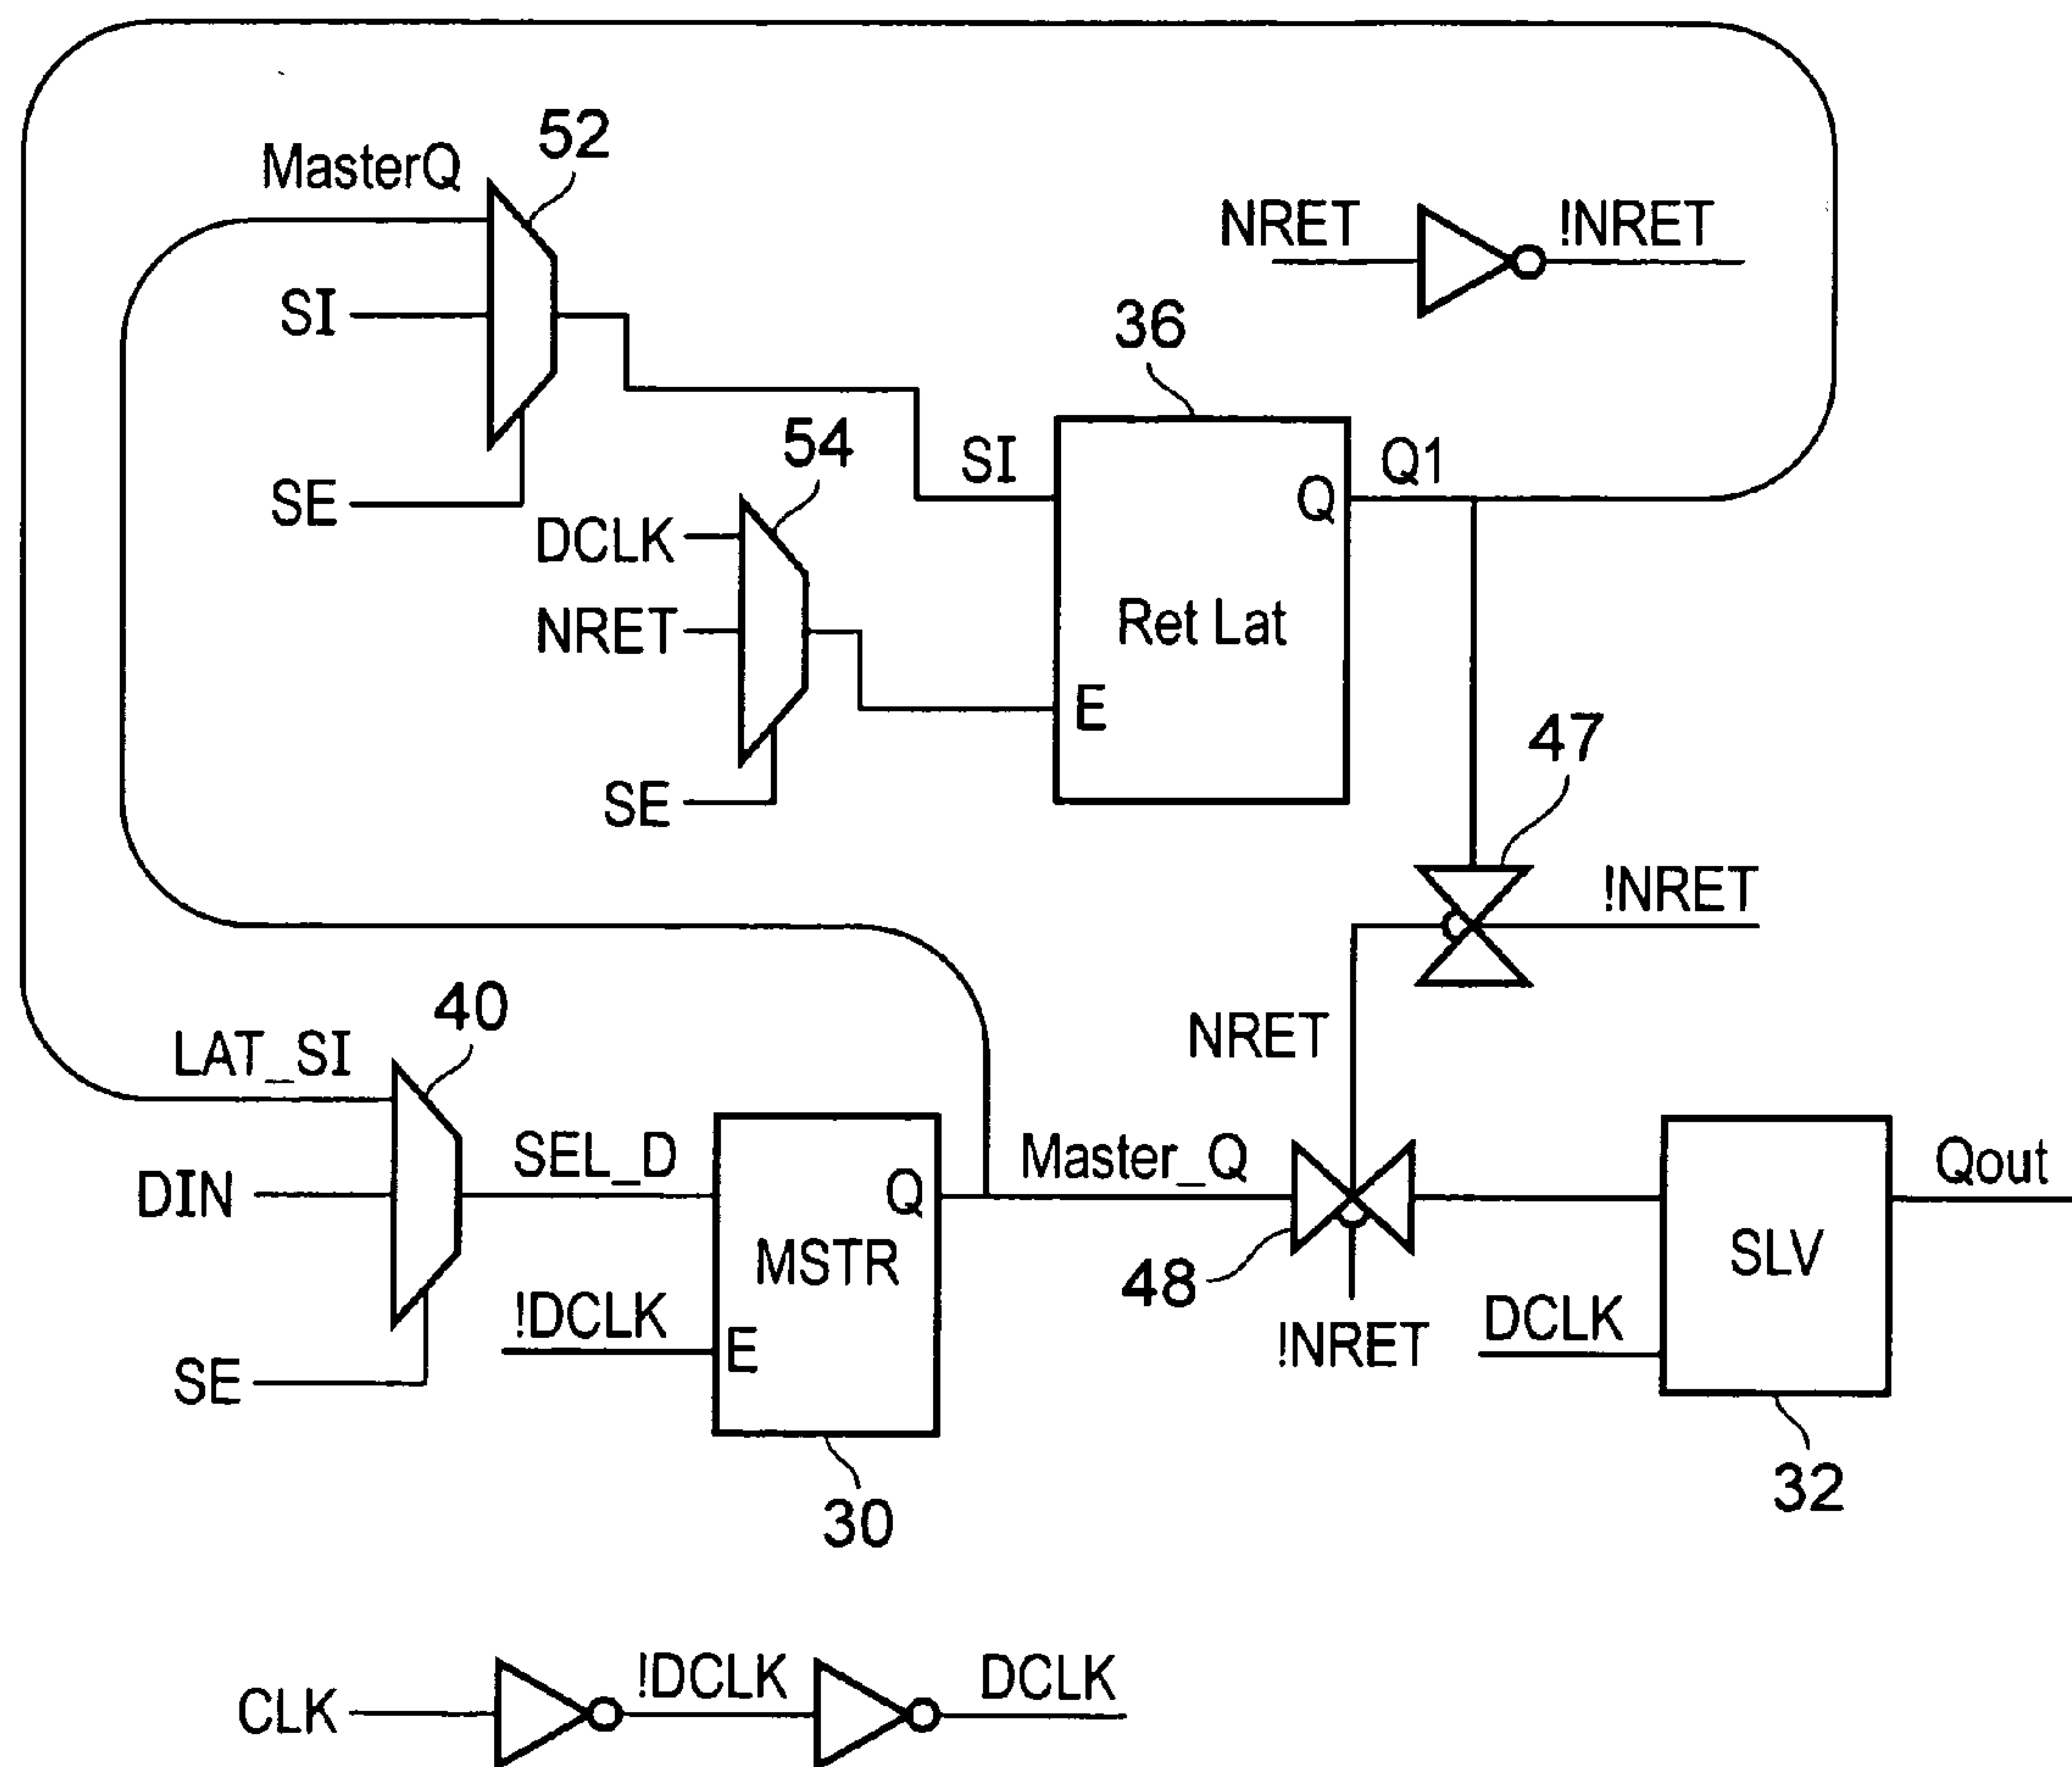 52
MasterQ
NRET
!NRET
SI
36
54
SI
Q1
SE
Q
DCLK
NRET
Ret Lat
E
47
SE
!NRET
40
LAT_SI
NRET
SEL_D
Master_Q
Qout
DIN
Q
MSTR
SLV
48
!DCLK
E
!NRET
DCLK
SE
30
32
!DCLK
DCLK
CLK